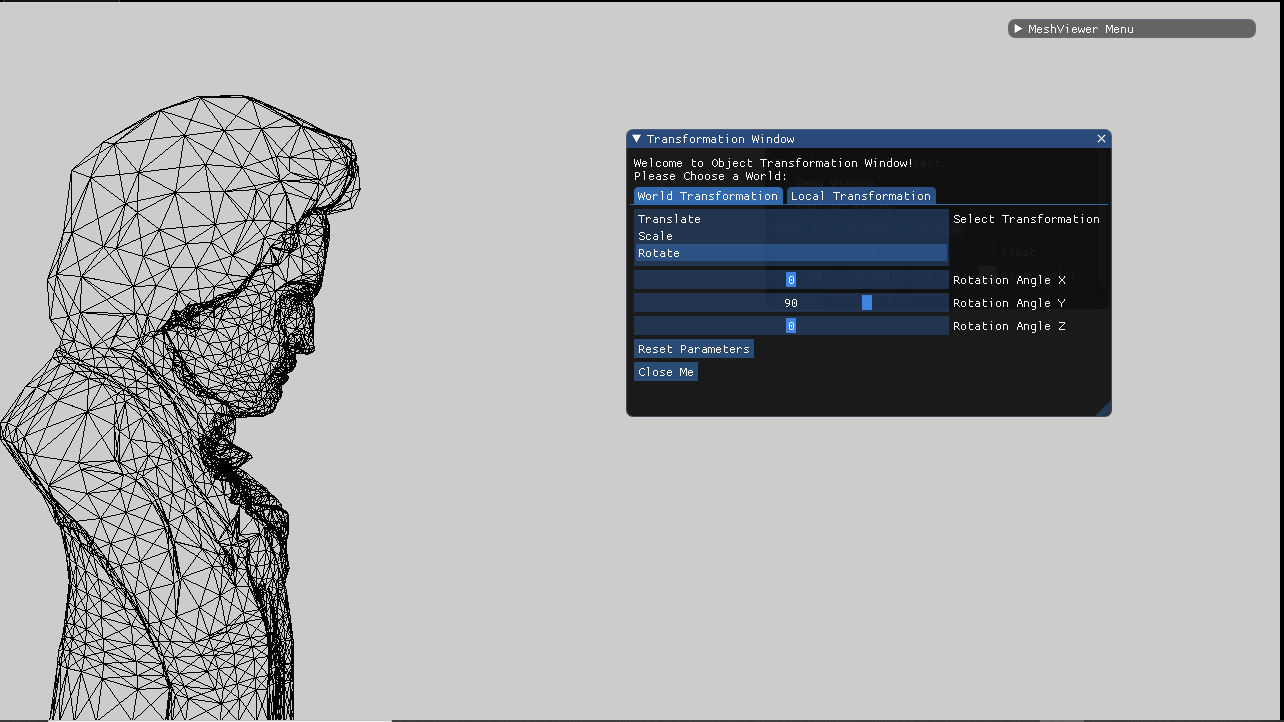 MeshViewer Menu
Transformation Window
Welcome to Object Transformation Window!
Please Choose a World:
World Transformation Local Transformation
Translate Select Transformation
Scale
Rotate
0 Rotation Angle X
90 Rotation Angle Y
0 Rotation Angle Z
Reset Parameters
Close Me